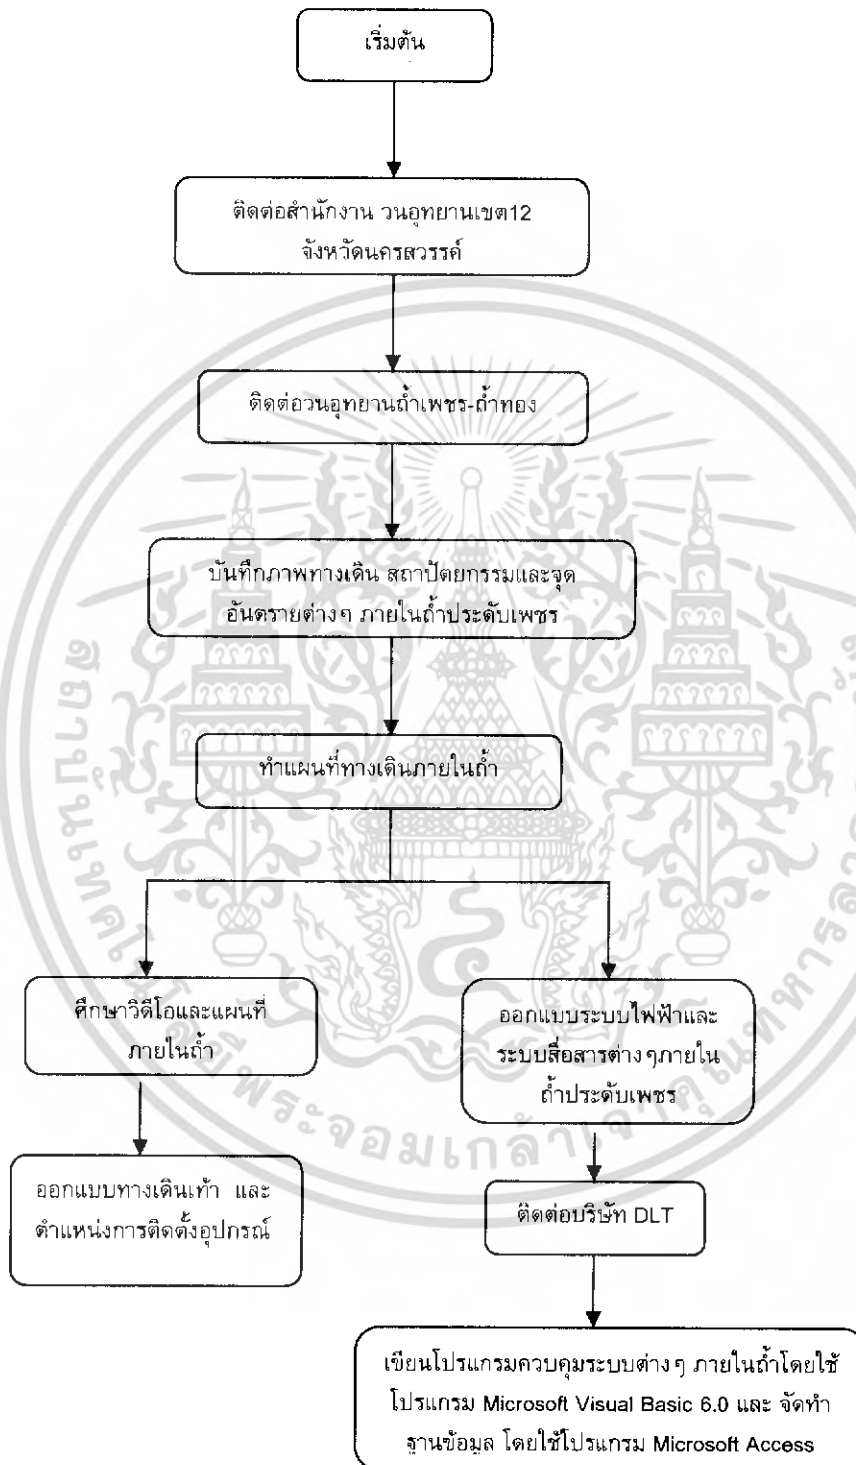 เริ่มต้น
ติดต่อสำนักงาน วนอุทยานเขต12
จังหวัดนครสวรรค์
ติดต่อวนอุทยานถ้ำเพชร-ถ้ำทอง
บันทึกภาพทางเดิน สถาปัตยกรรมและจุด
อันตรายต่างๆ ภายในถ้ำประดับเพชร
ทำแผนที่ทางเดินภายในถ้ำ
ศึกษาวิดีโอและแผนที่
ภายในถ้ำ
ออกแบบทางเดินเท้า และ
ตำแหน่งการติดตั้งอุปกรณ์
ออกแบบระบบไฟฟ้าและ
ระบบสื่อสารต่างๆภายใน
ถ้ำประดับเพชร
ติดต่อบริษัท DLT
เขียนโปรแกรมควบคุมระบบต่างๆ ภายในถ้ำโดยใช้
โปรแกรม Microsoft Visual Basic 6.0 และ จัดทำ
ฐานข้อมูล โดยใช้โปรแกรม Microsoft Access